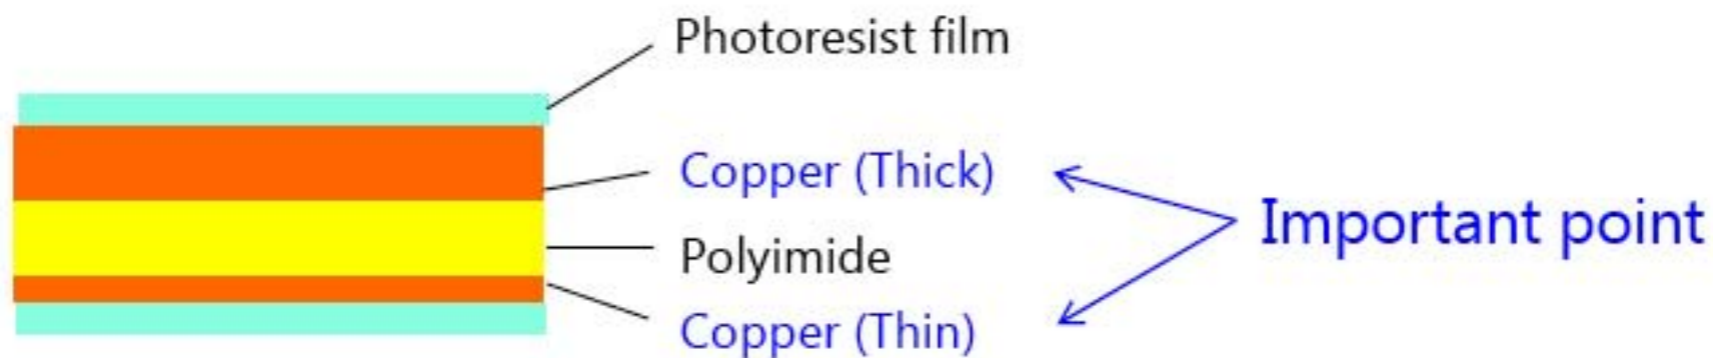 Photoresist film
Copper (Thick)
Important point
Polyimide
Copper (Thin)